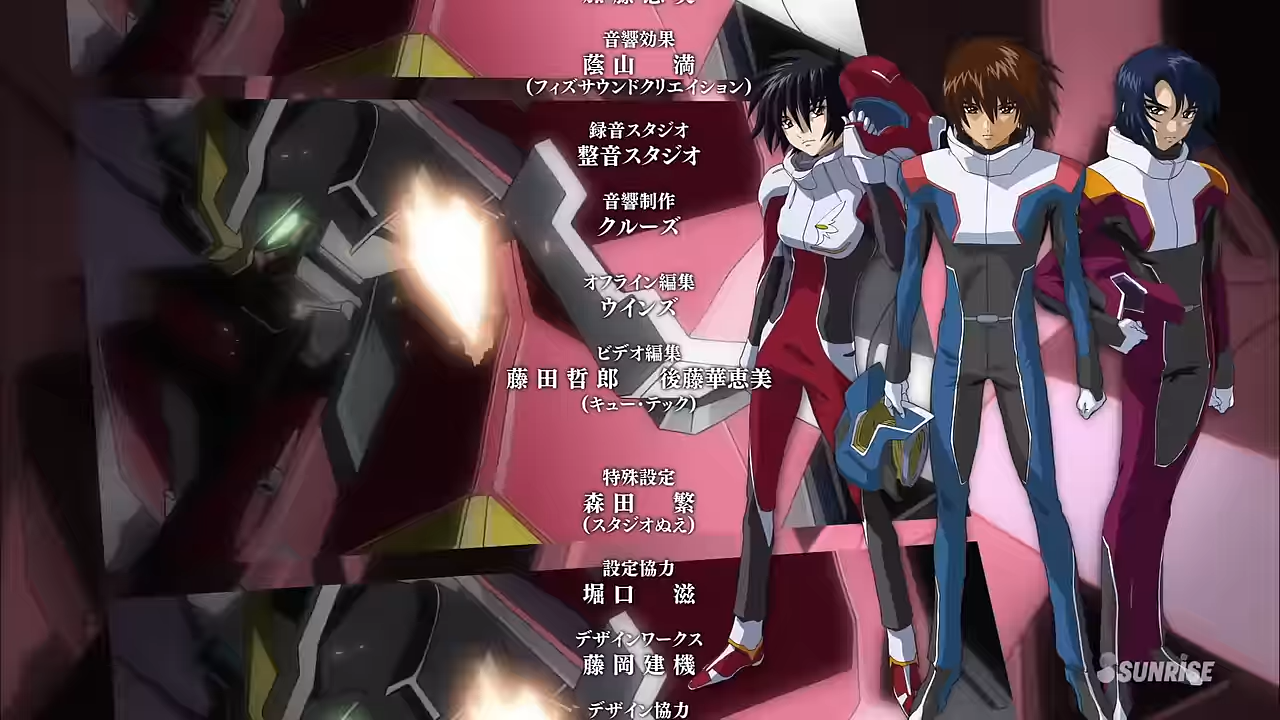 音響効果
蔭山 満
(フィズサウンドクリエイション)
録音スタジオ
整音スタジオ
音響制作
クルーズ
オフライン編集
ウインズ
ビデオ編集
藤田哲郎 後藤華恵美
(キュー・テック)
特殊設定
森田 繁
(スタジオぬえ)
設定協力
堀口 滋
デザインワークス
藤岡建機
デザイン協力
SUNRISE